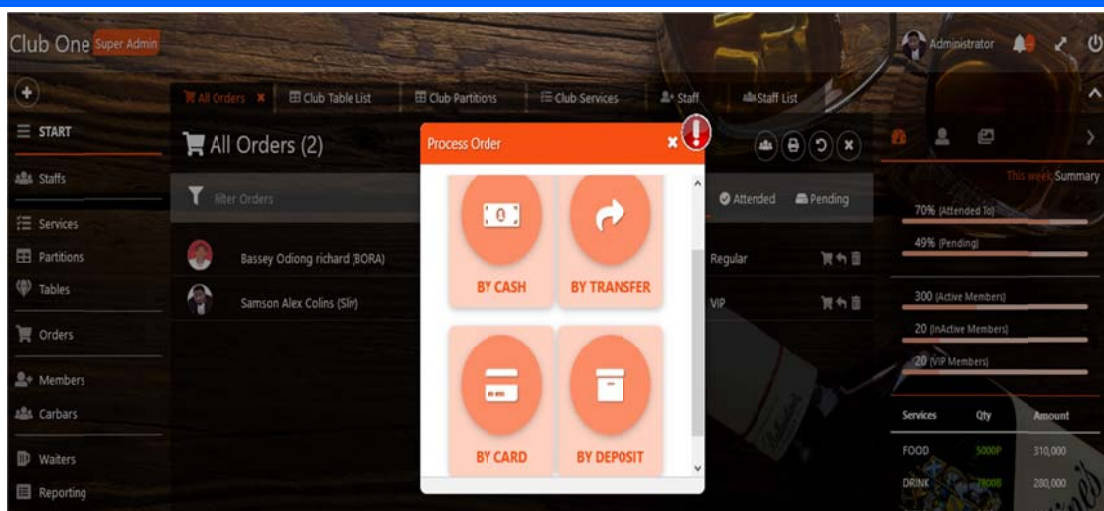 Club One Super Admin
Administrator
All Orders
Club Table List
Club Partitions
Club Services
Staff
Staff List
START
All Orders (2)
Process Order
This week Summary
Staffs
Filter Orders
Attended
Pending
70% (Attended To)
Services
49% (Pending)
Partitions
Bassey Odiong richard (BORA)
Regular
BY CASH
BY TRANSFER
Tables
Samson Alex Colins (Slir)
VIP
300 (Active Members)
20 (InActive Members)
Orders
20 (VIP Members)
Members
Carbars
Services Qty Amount
Waiters
BY CARD
BY DEPOSIT
FOOD 5000P 310,000
Reporting
DRINK 7800B 280,000